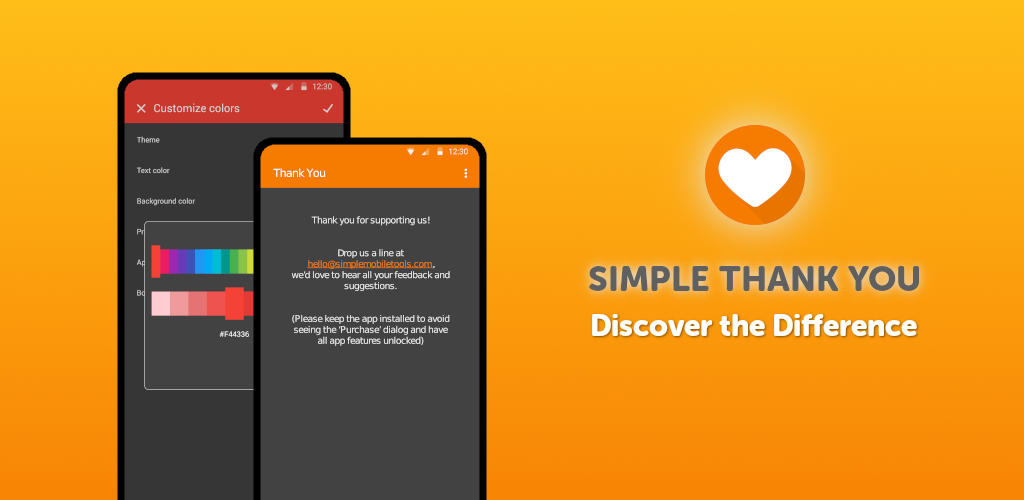 12:30
Customize colors
Theme
Text color
Background color
Pr
Ap
Bo
#F44336
12:30
Thank You
Thank you for supporting us!
Drop us a line at
hello@simplemobiletools.com,
we'd love to hear all your feedback and
suggestions.
(Please keep the app installed to avoid
seeing the 'Purchase' dialog and have
all app features unlocked)
SIMPLE THANK YOU
Discover the Difference